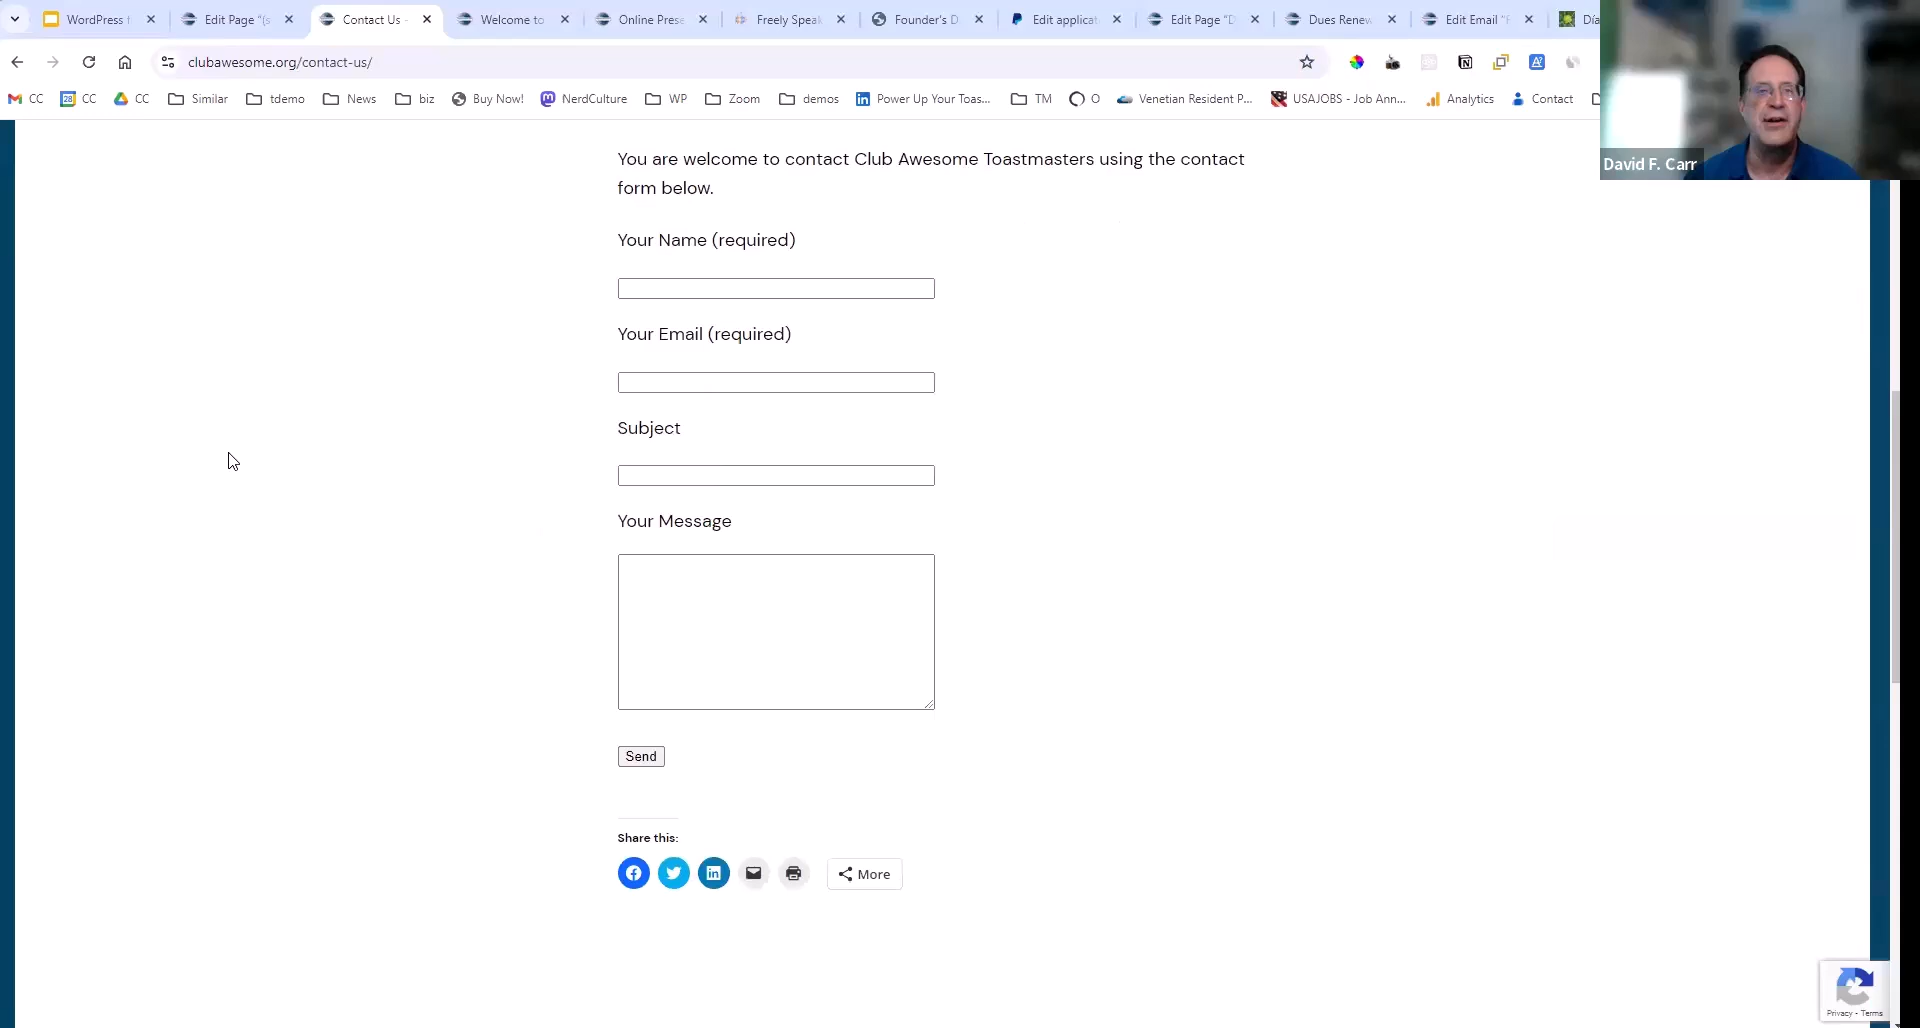 WordPress f
Edit Page "(s
Contact Us -
Welcome to
Online Prese
Freely Speak
Founder's D
Edit applicat
Edit Page "D
Dues Renew
Edit Email "F
Día
clubawesome.org/contact-us/
CC
28
CC
CC
Similar
tdemo
News
biz
Buy Now!
NerdCulture
WP
Zoom
demos
Power Up Your Toas...
TM
O
Venetian Resident P...
USAJOBS - Job Ann...
Analytics
Contact
David F. Carr
You are welcome to contact Club Awesome Toastmasters using the contact
form below.
Your Name (required)
Your Email (required)
Subject
Your Message
Send
Share this:
More
Privacy - Terms